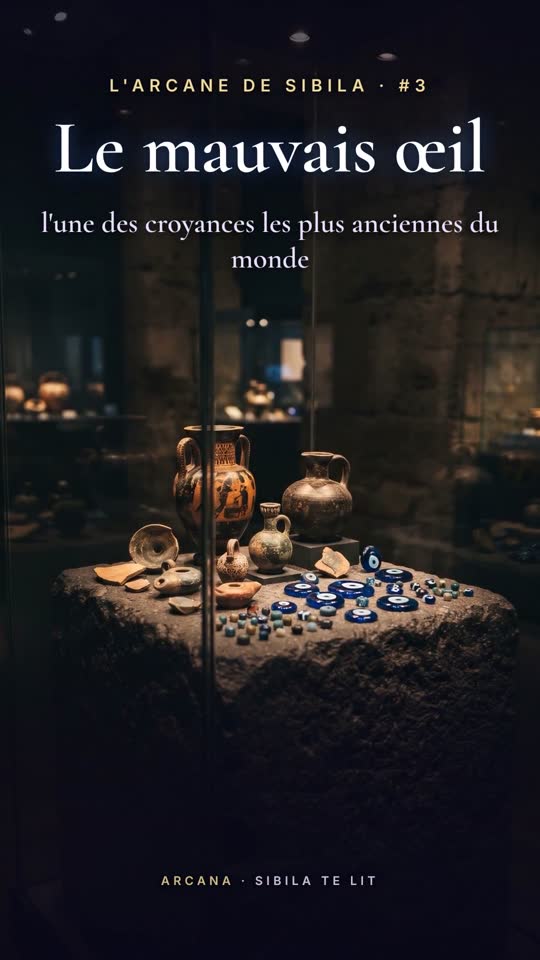 L'ARCANE DE SIBILA · #3
Le mauvais œil
l'une des croyances les plus anciennes du
monde
ARCANA · SIBILA TE LIT